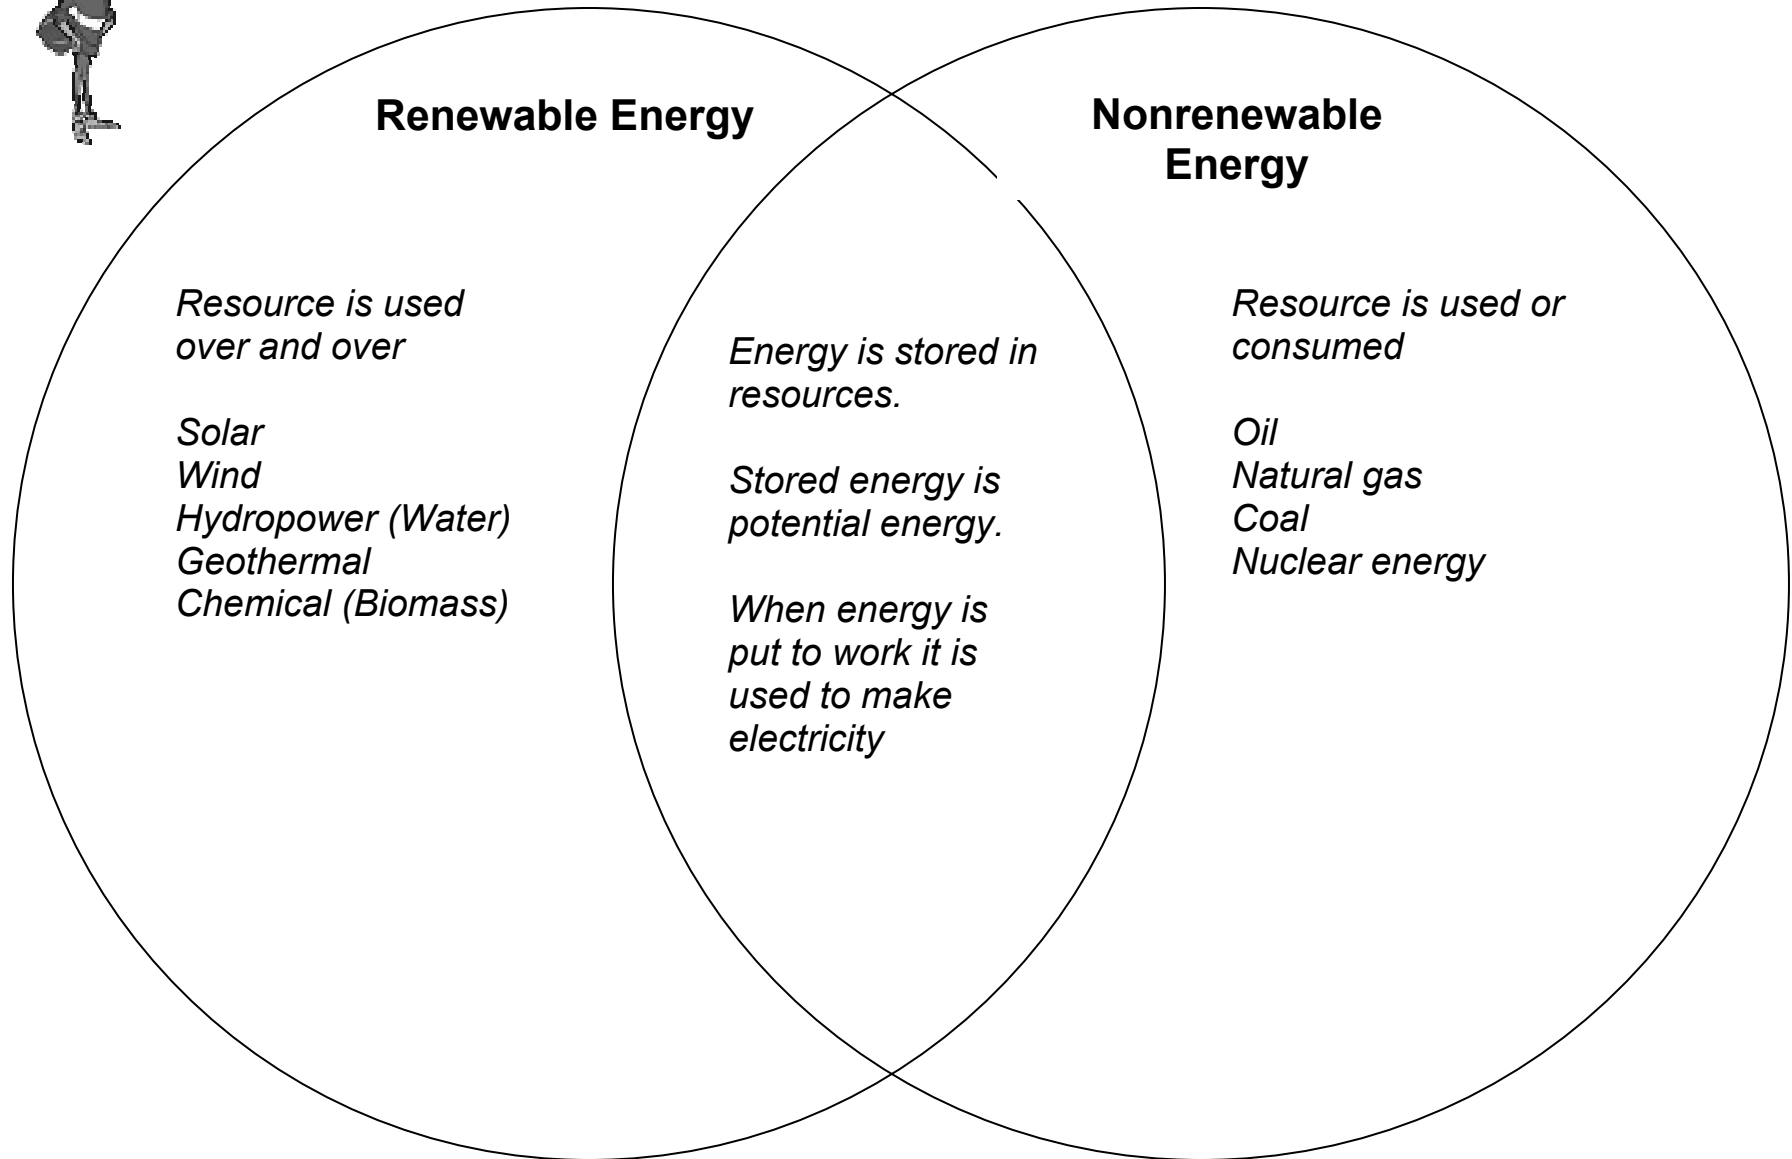 Renewable Energy
Nonrenewable
Energy
Resource is used
over and over
Solar
Wind
Hydropower (Water)
Geothermal
Chemical (Biomass)
Energy is stored in
resources.
Stored energy is
potential energy.
When energy is
put to work it is
used to make
electricity
Resource is used or
consumed
Oil
Natural gas
Coal
Nuclear energy